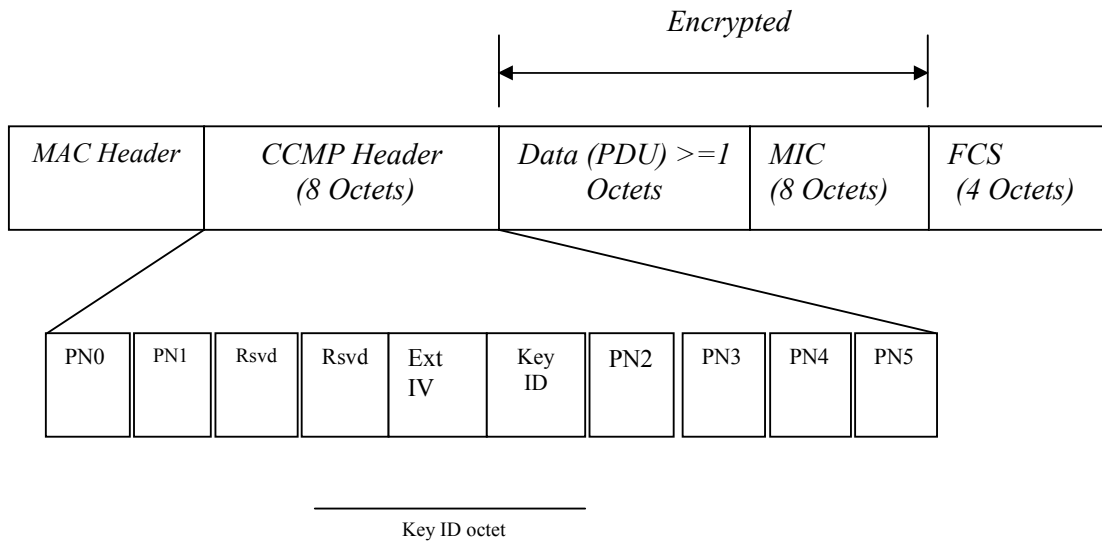 Encrypted
MAC Header
CCMP Header
(8 Octets)
Data (PDU) >=1
Octets
MIC
(8 Octets)
FCS
(4 Octets)
PN0
PN1
Rsvd
Rsvd
Ext
IV
Key
ID
PN2
PN3
PN4
PN5
Key ID octet